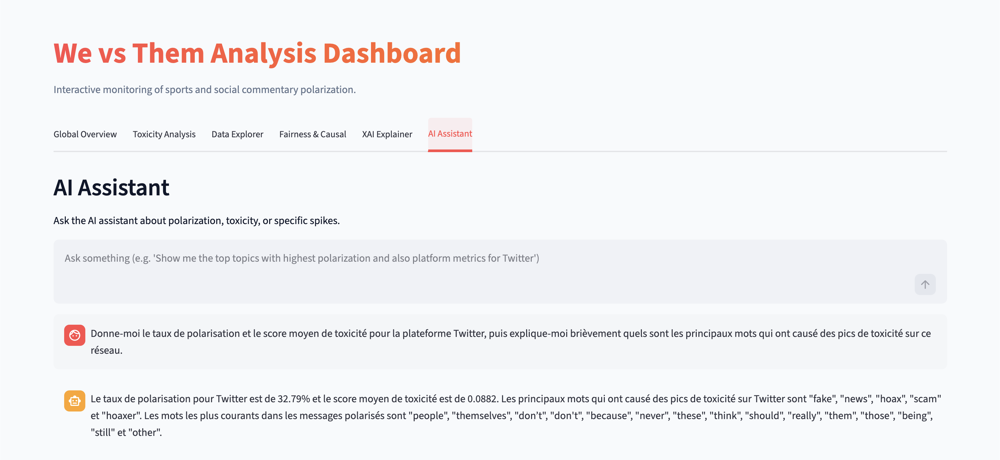 We vs Them Analysis Dashboard
Interactive monitoring of sports and social commentary polarization.
Global Overview Toxicity Analysis Data Explorer Fairness & Causal XAI Explainer AI Assistant
AI Assistant
Ask the AI assistant about polarization, toxicity, or specific spikes.
Ask something (e.g. 'Show me the top topics with highest polarization and also platform metrics for Twitter')
Donne-moi le taux de polarisation et le score moyen de toxicité pour la plateforme Twitter, puis explique-moi brièvement quels sont les principaux mots qui ont causé des pics de toxicité sur ce
réseau.
Le taux de polarisation pour Twitter est de 32.79% et le score moyen de toxicité est de 0.0882. Les principaux mots qui ont causé des pics de toxicité sur Twitter sont "fake", "news", "hoax", "scam"
et "hoaxer". Les mots les plus courants dans les messages polarisés sont "people", "themselves", "don’t", "don't", "because", "never", "these", "think", "should", "really", "them", "those", "being",
"still" et "other".